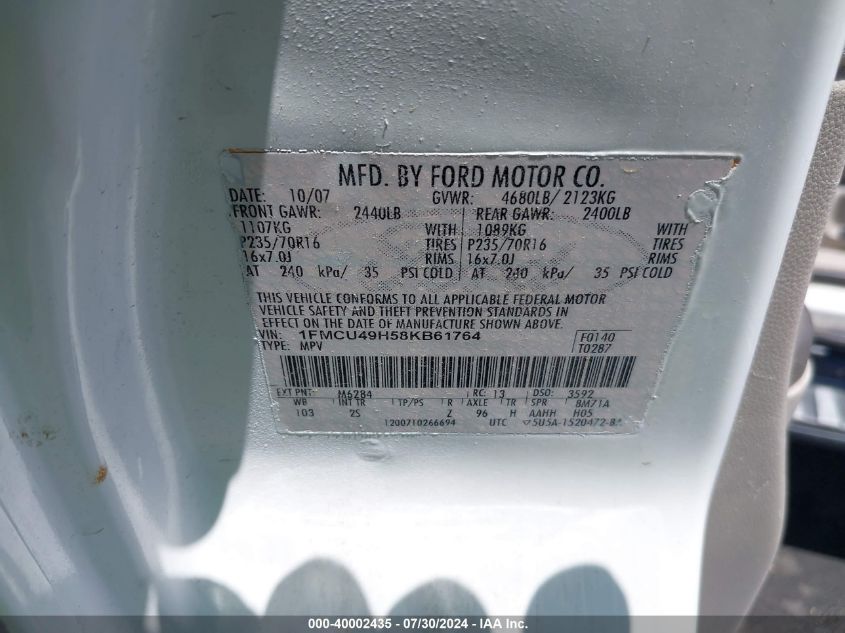 MFD. BY FORD MOTOR CO.
DATE: 10/07 GVWR: 4680LB/ 2123KG
FRONT GAWR: 2440LB REAR GAWR: 2400LB
1107KG WITH 1089KG WITH
P235/70R16 TIRES P235/70R16 TIRES
16x7.0J RIMS 16x7.0J RIMS
AT 240 kPa/ 35 PSI COLD AT 240 kPa/ 35 PSI COLD
THIS VEHICLE CONFORMS TO ALL APPLICABLE FEDERAL MOTOR
VEHICLE SAFETY AND THEFT PREVENTION STANDARDS IN
EFFECT ON THE DATE OF MANUFACTURE SHOWN ABOVE.
VIN: 1FMCU49H58KB61764 F0140
TYPE: MPV T0287
EXT PNT: M6284 RC: 13 DSO: 3592
WB INT TR TP/PS R AXLE TR SPR 8M71A
103 2S Z 96 H AAHH H05
1200710266694 UTC 5U5A-1520472-BA
000-40002435 - 07/30/2024 - IAA Inc.